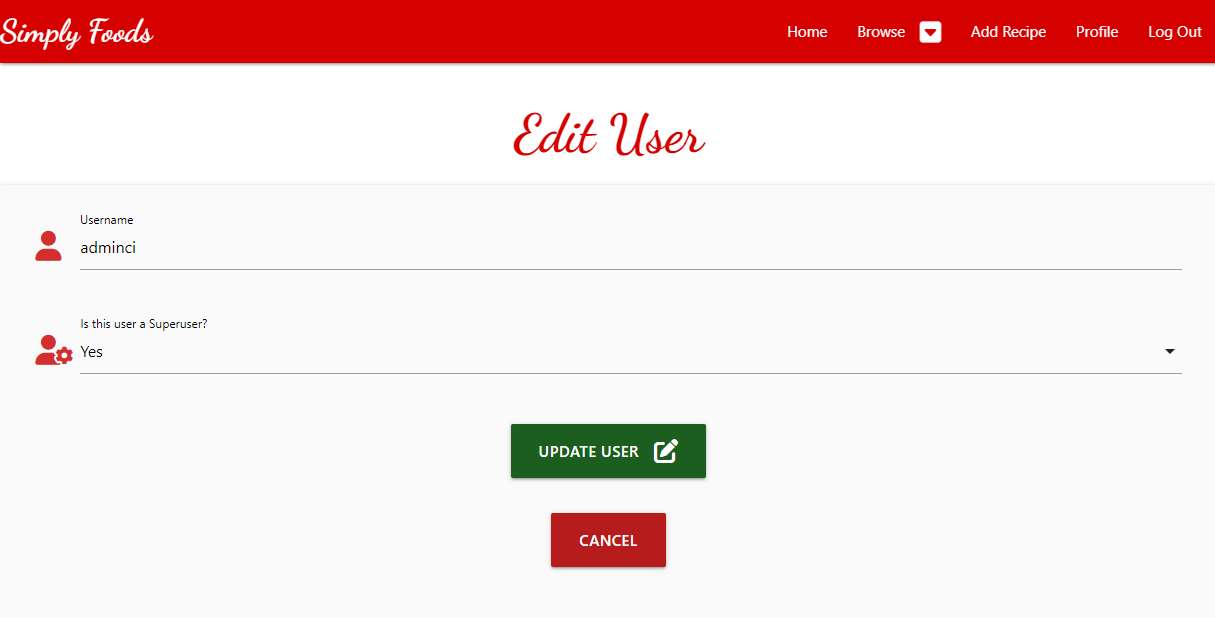 Simply Foods
Home Browse Add Recipe Profile Log Out
Edit User
Username
adminci
Is this user a Superuser?
Yes
UPDATE USER
CANCEL